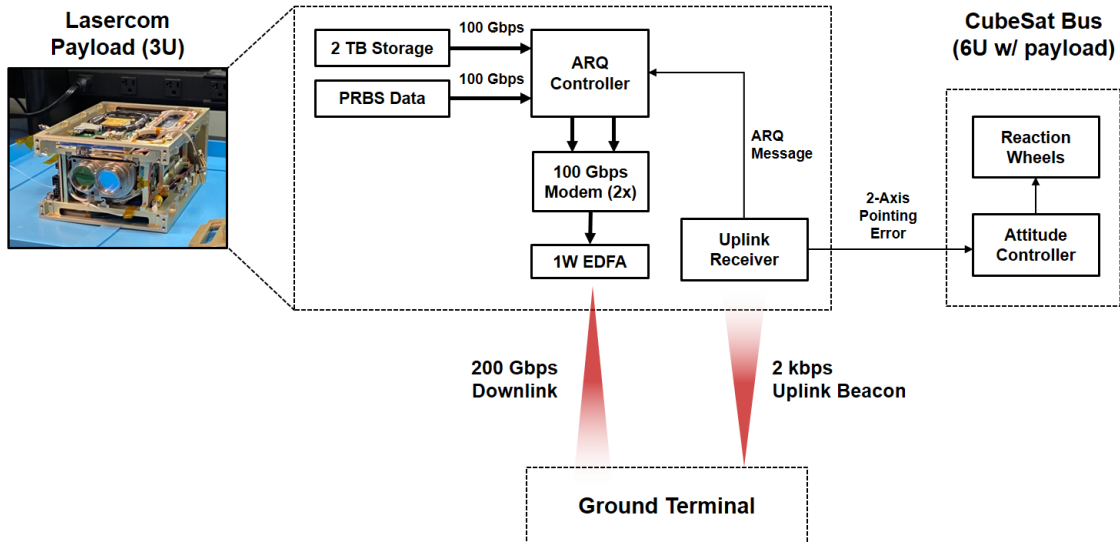 Lasercom
Payload (3U)
CubeSat Bus
(6U w/ payload)
2 TB Storage
100 Gbps
PRBS Data
100 Gbps
ARQ
Controller
ARQ
Message
100 Gbps
Modem (2x)
1W EDFA
Uplink
Receiver
2-Axis
Pointing
Error
Reaction
Wheels
Attitude
Controller
200 Gbps
Downlink
2 kbps
Uplink Beacon
Ground Terminal